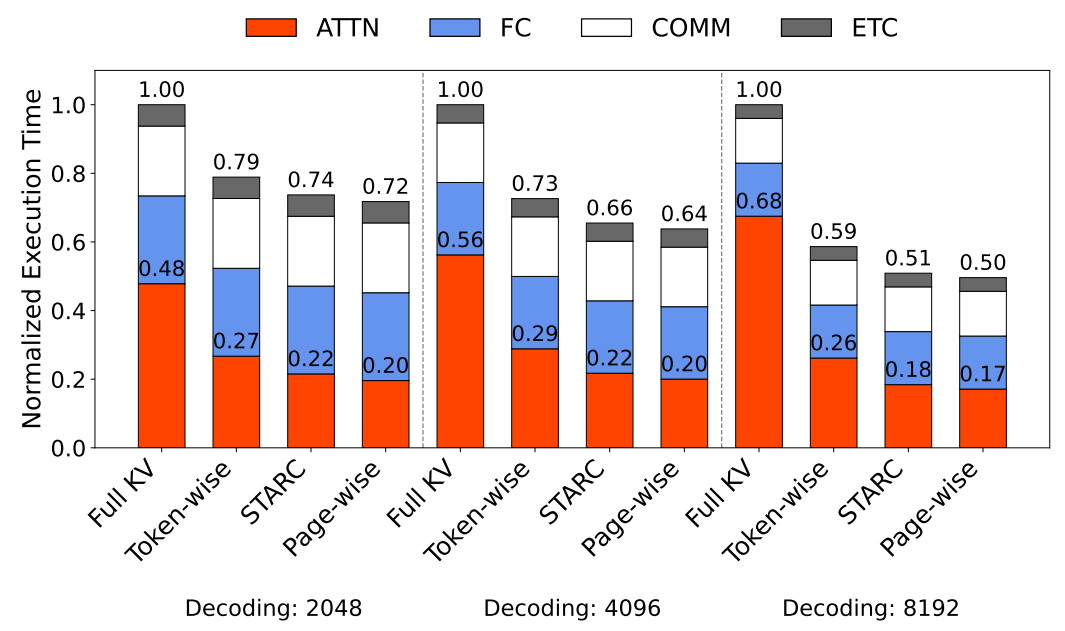 ATTN FC COMM ETC
Normalized Execution Time
1.0
0.8
0.6
0.4
0.2
0.0
1.00 0.79 0.74 0.72 1.00 0.73 0.66 0.64 1.00 0.59 0.51 0.50
0.48 0.27 0.22 0.20 0.56 0.29 0.22 0.20 0.68 0.26 0.18 0.17
Full KV Token-wise STARC Page-wise Full KV Token-wise STARC Page-wise Full KV Token-wise STARC Page-wise
Decoding: 2048 Decoding: 4096 Decoding: 8192